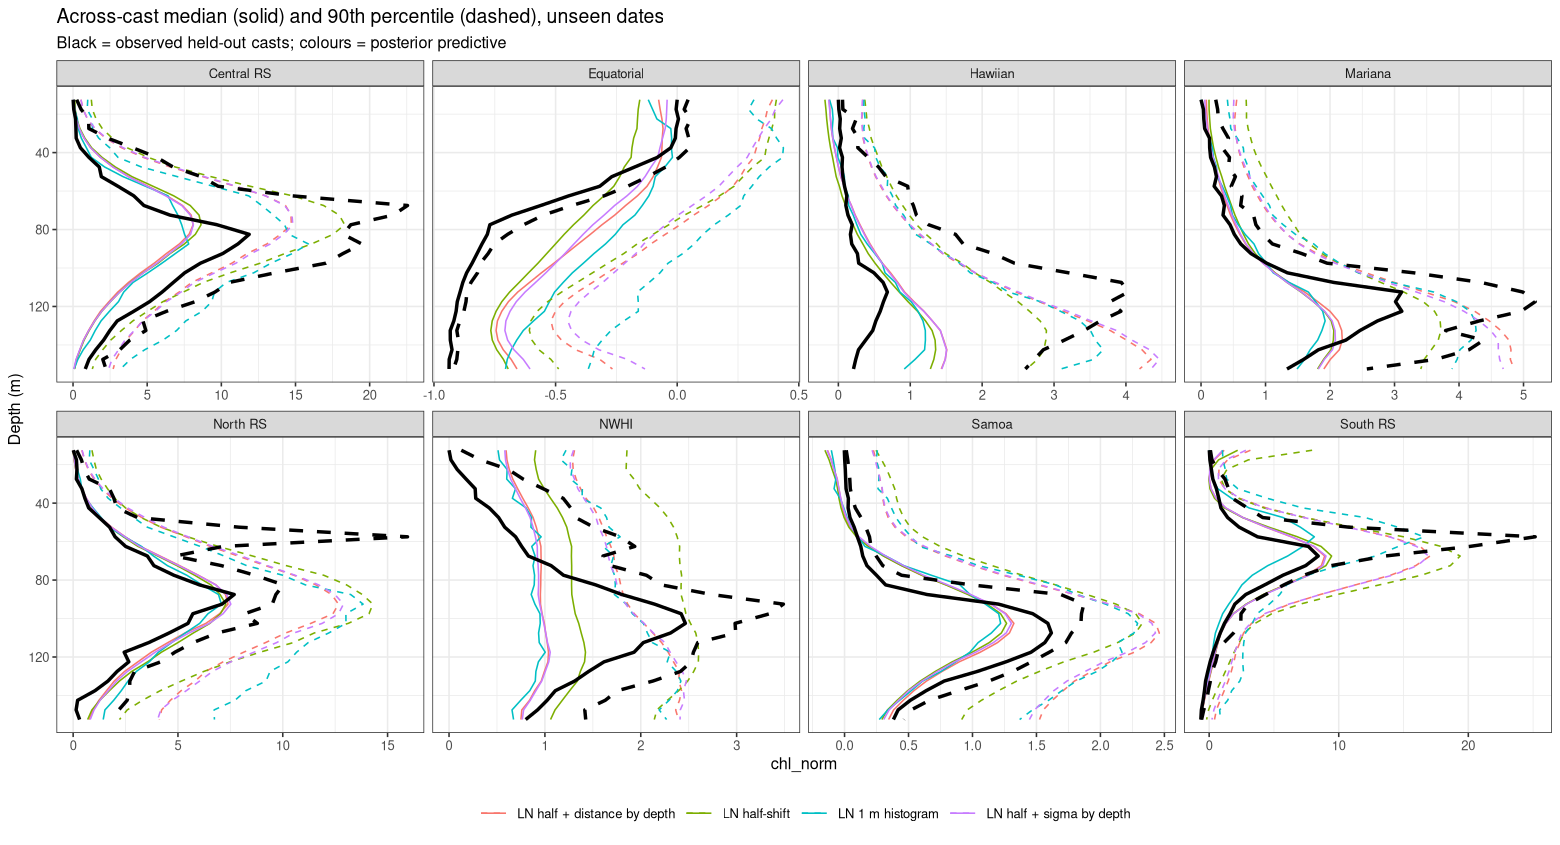 Across-cast median (solid) and 90th percentile (dashed), unseen dates
Black = observed held-out casts; colours = posterior predictive
Central RS
Equatorial
Hawiian
Mariana
40
80
120
0 5 10 15 20
-1.0 -0.5 0.0 0.5
0 1 2 3 4
0 1 2 3 4 5
Depth (m)
North RS
NWHI
Samoa
South RS
40
80
120
0 5 10 15
0 1 2 3
0.0 0.5 1.0 1.5 2.0 2.5
0 10 20
chl_norm
LN half + distance by depth
LN half-shift
LN 1 m histogram
LN half + sigma by depth